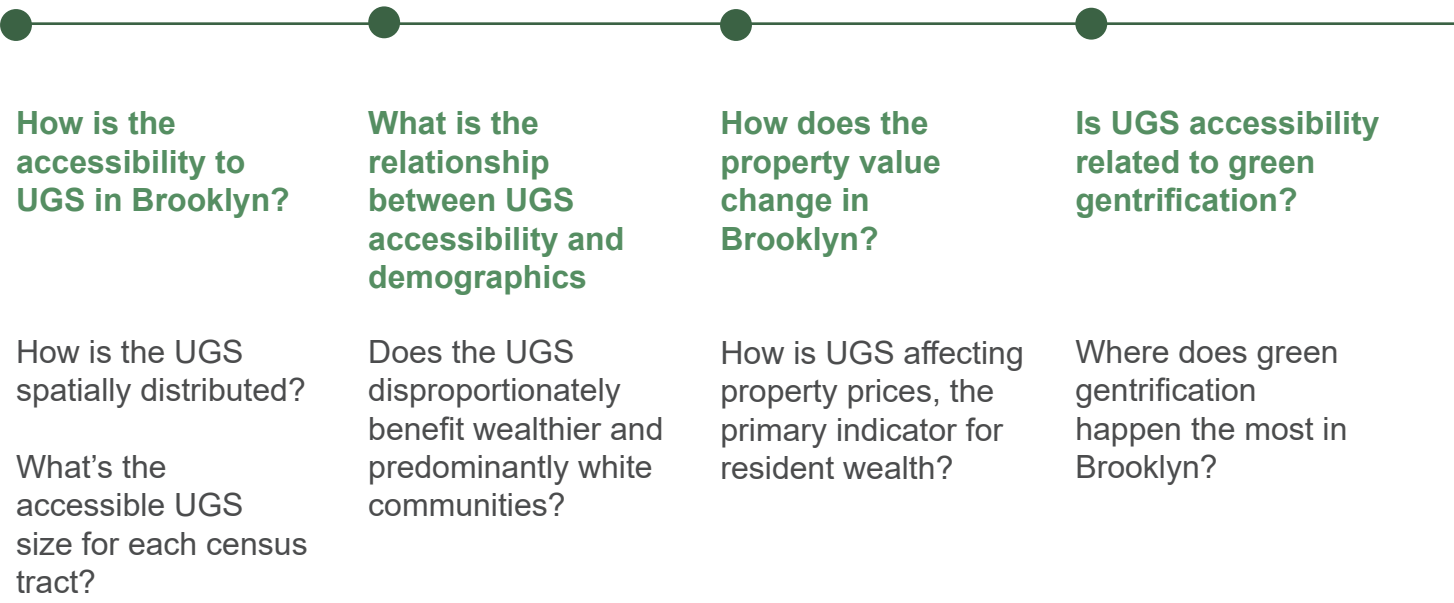 How is the
accessibility to
UGS in Brooklyn?
How is the UGS
spatially distributed?
What’s the
accessible UGS
size for each census
tract?
What is the
relationship
between UGS
accessibility and
demographics
Does the UGS
disproportionately
benefit wealthier and
predominantly white
communities?
How does the
property value
change in
Brooklyn?
How is UGS affecting
property prices, the
primary indicator for
resident wealth?
Is UGS accessibility
related to green
gentrification?
Where does green
gentrification
happen the most in
Brooklyn?